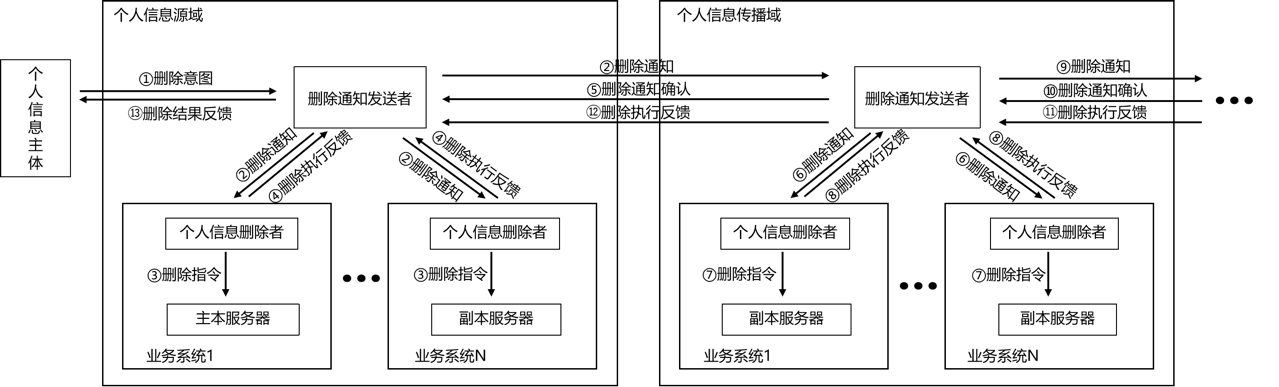 个人信息源域
个人信息传播域
个人信息主体
①删除意图
⑬删除结果反馈
删除通知发送者
②删除通知
⑤删除通知确认
⑫删除执行反馈
删除通知发送者
⑨删除通知
⑩删除通知确认
⑪删除执行反馈
②删除通知
④删除执行反馈
④删除执行反馈
②删除通知
⑥删除通知
⑧删除执行反馈
⑧删除执行反馈
⑥删除通知
个人信息删除者
③删除指令
主本服务器
业务系统1
个人信息删除者
③删除指令
副本服务器
业务系统N
个人信息删除者
⑦删除指令
副本服务器
业务系统1
个人信息删除者
⑦删除指令
副本服务器
业务系统N